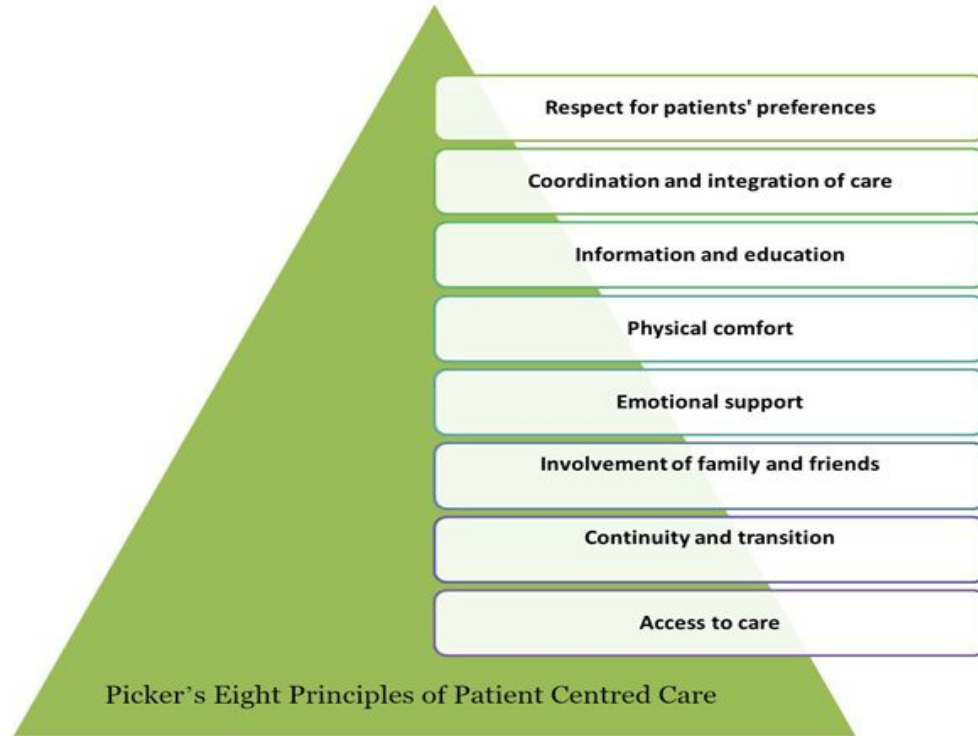 Respect for patients' preferences
Coordination and integration of care
Information and education
Physical comfort
Emotional support
Involvement of family and friends
Continuity and transition
Access to care
Picker’s Eight Principles of Patient Centred Care